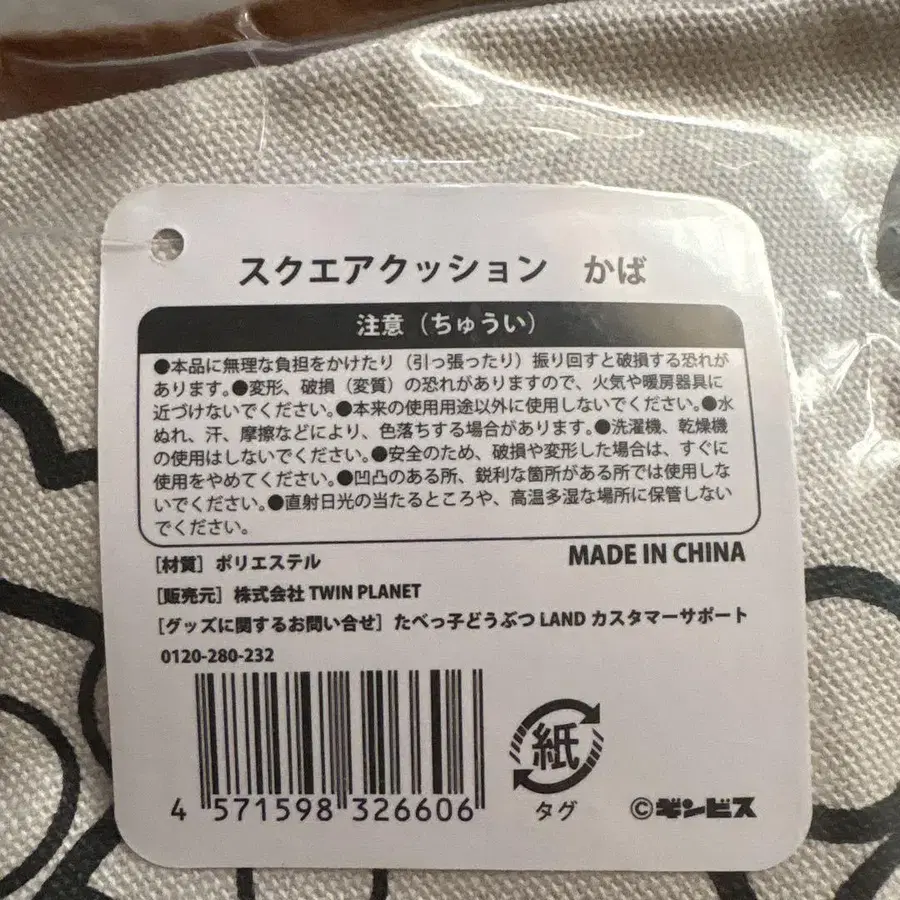 スクエアクッション　かば
注意（ちゅうい）
●本品に無理な負担をかけたり（引っ張ったり）振り回すと破損する恐れが
あります。●変形、破損（変質）の恐れがありますので、火気や暖房器具に
近づけないでください。●本来の使用用途以外に使用しないでください。●水
ぬれ、汗、摩擦などにより、色落ちする場合があります。●洗濯機、乾燥機
の使用はしないでください。●安全のため、破損や変形した場合は、すぐに
使用をやめてください。●凹凸のある所、鋭利な箇所がある所では使用しな
いでください。●直射日光の当たるところや、高温多湿な場所に保管しない
でください。
［材質］ポリエステル
MADE IN CHINA
［販売元］株式会社 TWIN PLANET
［グッズに関するお問い合せ］たべっ子どうぶつ LAND カスタマーサポート
0120-280-232
4 571598 326606
紙
タグ
©ギンビス